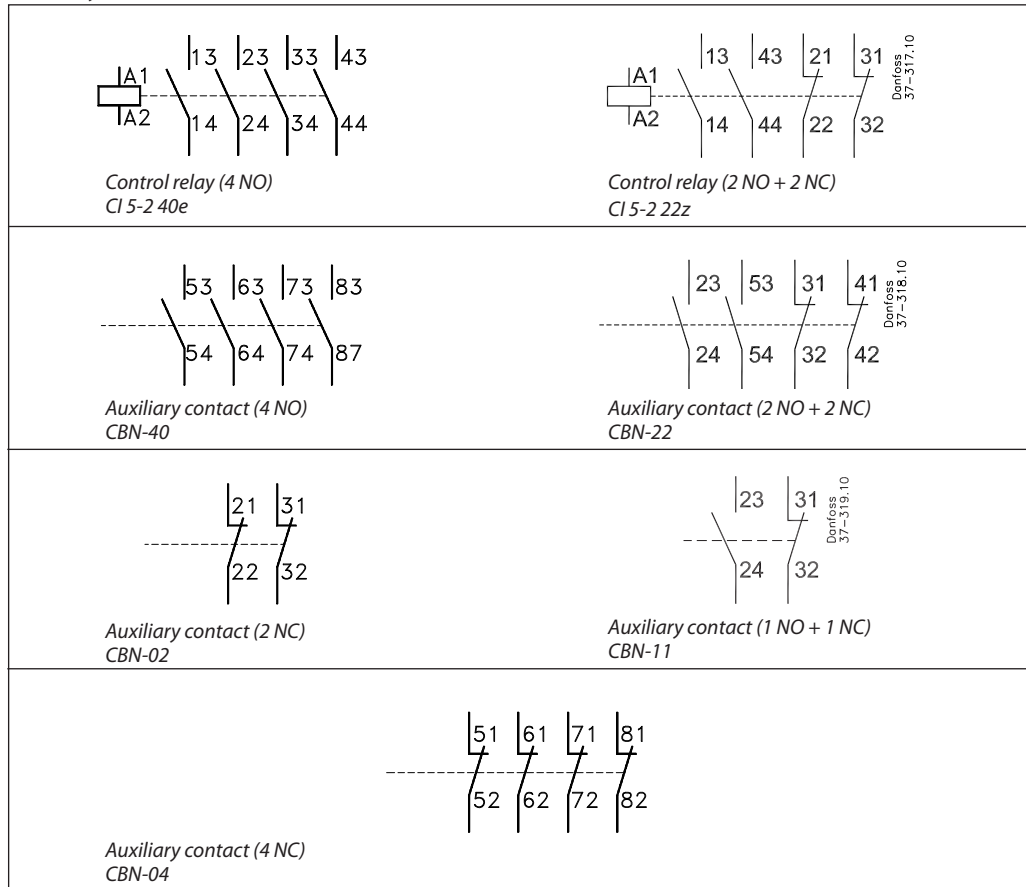 13 23 33 43
A1
A2
14 24 34 44
Control relay (4 NO)
CI 5-2 40e
13 43 21 31
A1
A2
14 44 22 32
Danfoss
37-317.10
Control relay (2 NO + 2 NC)
CI 5-2 22z
53 63 73 83
54 64 74 87
Auxiliary contact (4 NO)
CBN-40
23 53 31 41
24 54 32 42
Danfoss
37-318.10
Auxiliary contact (2 NO + 2 NC)
CBN-22
21 31
22 32
Auxiliary contact (2 NC)
CBN-02
23 31
24 32
Danfoss
37-319.10
Auxiliary contact (1 NO + 1 NC)
CBN-11
51 61 71 81
52 62 72 82
Auxiliary contact (4 NC)
CBN-04